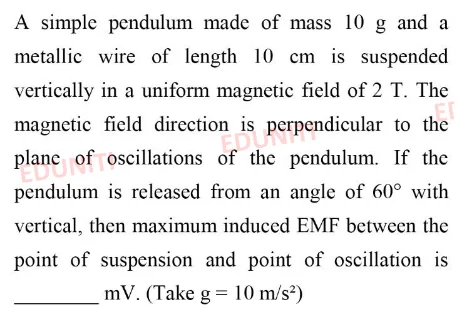 A simple pendulum made of mass 10 g and a
metallic wire of length 10 cm is suspended
vertically in a uniform magnetic field of 2 T. The
magnetic field direction is perpendicular to the
plane of oscillations of the pendulum. If the
pendulum is released from an angle of 60° with
vertical, then maximum induced EMF between the
point of suspension and point of oscillation is
________ mV. (Take g = 10 m/s²)
EDUNITI
EDUNITI